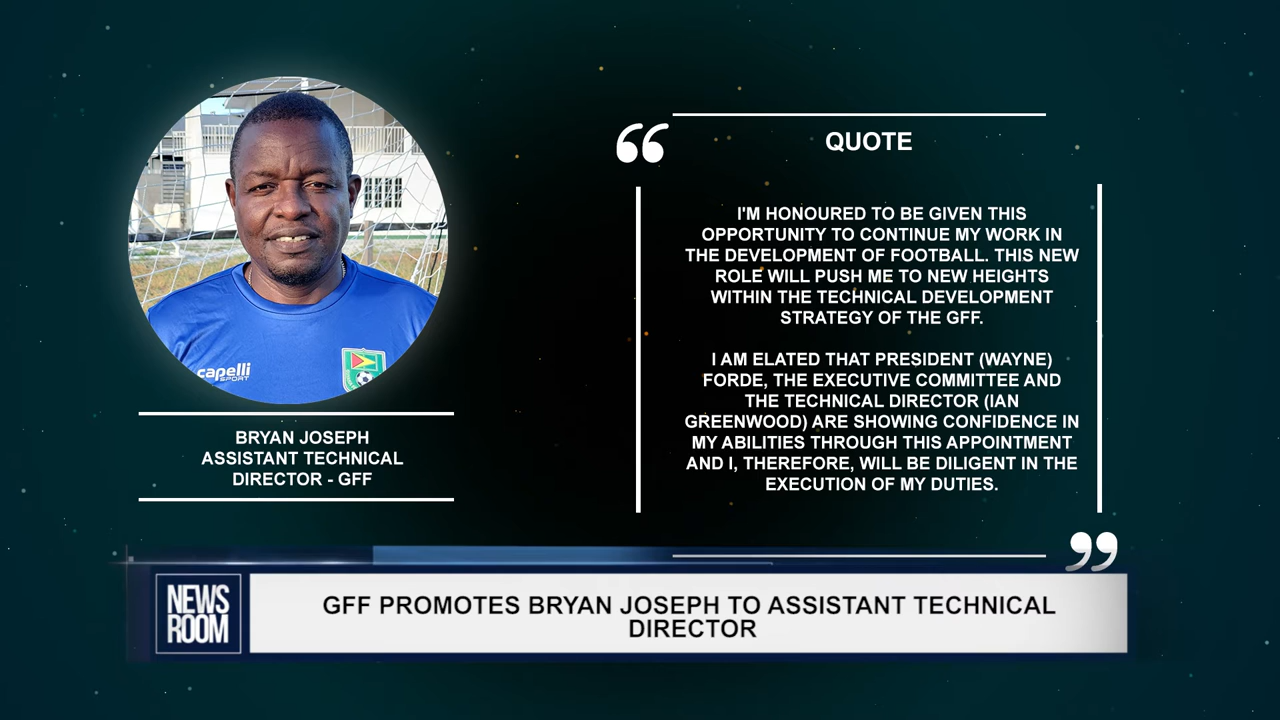 QUOTE
I'M HONOURED TO BE GIVEN THIS
OPPORTUNITY TO CONTINUE MY WORK IN
THE DEVELOPMENT OF FOOTBALL. THIS NEW
ROLE WILL PUSH ME TO NEW HEIGHTS
WITHIN THE TECHNICAL DEVELOPMENT
STRATEGY OF THE GFF.
I AM ELATED THAT PRESIDENT (WAYNE)
FORDE, THE EXECUTIVE COMMITTEE AND
THE TECHNICAL DIRECTOR (IAN
GREENWOOD) ARE SHOWING CONFIDENCE IN
MY ABILITIES THROUGH THIS APPOINTMENT
AND I, THEREFORE, WILL BE DILIGENT IN THE
EXECUTION OF MY DUTIES.
capelli
SPORT
BRYAN JOSEPH
ASSISTANT TECHNICAL
DIRECTOR - GFF
NEWS
ROOM
GFF PROMOTES BRYAN JOSEPH TO ASSISTANT TECHNICAL
DIRECTOR